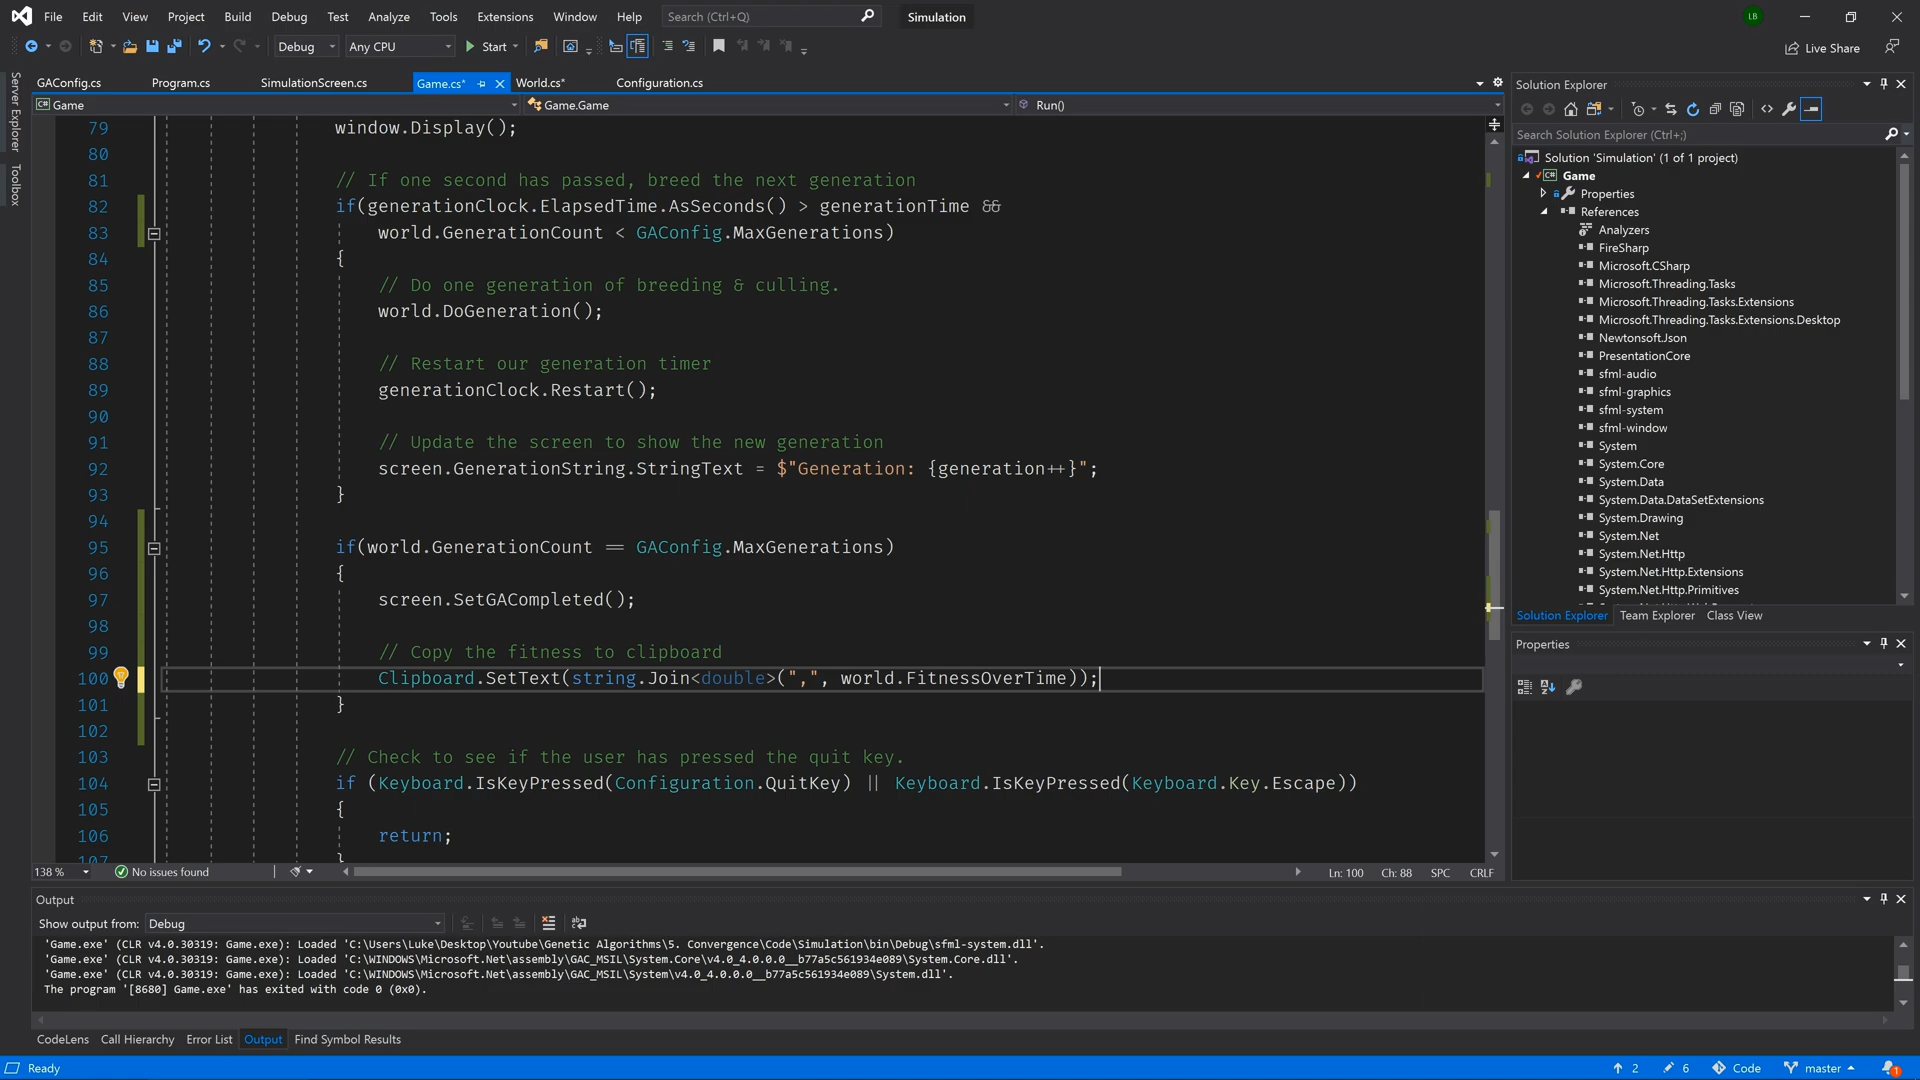 File Edit View Project Build Debug Test Analyze Tools Extensions Window Help Search (Ctrl+Q) Simulation LB
Debug Any CPU Start Live Share
GAConfig.cs Program.cs SimulationScreen.cs Game.cs* World.cs* Configuration.cs
Game Game.Game Run()
Server Explorer
Toolbox
79 window.Display();
80
81 // If one second has passed, breed the next generation
82 if(generationClock.ElapsedTime.AsSeconds() > generationTime &&
83 world.GenerationCount < GAConfig.MaxGenerations)
84 {
85 // Do one generation of breeding & culling.
86 world.DoGeneration();
87
88 // Restart our generation timer
89 generationClock.Restart();
90
91 // Update the screen to show the new generation
92 screen.GenerationString.StringText = $"Generation: {generation++}";
93 }
94
95 if(world.GenerationCount == GAConfig.MaxGenerations)
96 {
97 screen.SetGACompleted();
98
99 // Copy the fitness to clipboard
100 Clipboard.SetText(string.Join<double>(",", world.FitnessOverTime));
101 }
102
103 // Check to see if the user has pressed the quit key.
104 if (Keyboard.IsKeyPressed(Configuration.QuitKey) || Keyboard.IsKeyPressed(Keyboard.Key.Escape))
105 {
106 return;
107 }
138 % No issues found Ln: 100 Ch: 88 SPC CRLF
Solution Explorer
Search Solution Explorer (Ctrl+;)
Solution 'Simulation' (1 of 1 project)
Game
Properties
References
Analyzers
FireSharp
Microsoft.CSharp
Microsoft.Threading.Tasks
Microsoft.Threading.Tasks.Extensions
Microsoft.Threading.Tasks.Extensions.Desktop
Newtonsoft.Json
PresentationCore
sfml-audio
sfml-graphics
sfml-system
sfml-window
System
System.Core
System.Data
System.Data.DataSetExtensions
System.Drawing
System.Net
System.Net.Http
System.Net.Http.Extensions
System.Net.Http.Primitives
Solution Explorer Team Explorer Class View
Properties
Output
Show output from: Debug
'Game.exe' (CLR v4.0.30319: Game.exe): Loaded 'C:\Users\Luke\Desktop\Youtube\Genetic Algorithms\5. Convergence\Code\Simulation\bin\Debug\sfml-system.dll'.
'Game.exe' (CLR v4.0.30319: Game.exe): Loaded 'C:\WINDOWS\Microsoft.Net\assembly\GAC_MSIL\System.Core\v4.0_4.0.0.0__b77a5c561934e089\System.Core.dll'.
'Game.exe' (CLR v4.0.30319: Game.exe): Loaded 'C:\WINDOWS\Microsoft.Net\assembly\GAC_MSIL\System\v4.0_4.0.0.0__b77a5c561934e089\System.dll'.
The program '[8680] Game.exe' has exited with code 0 (0x0).
CodeLens Call Hierarchy Error List Output Find Symbol Results
Ready 2 6 Code master 1